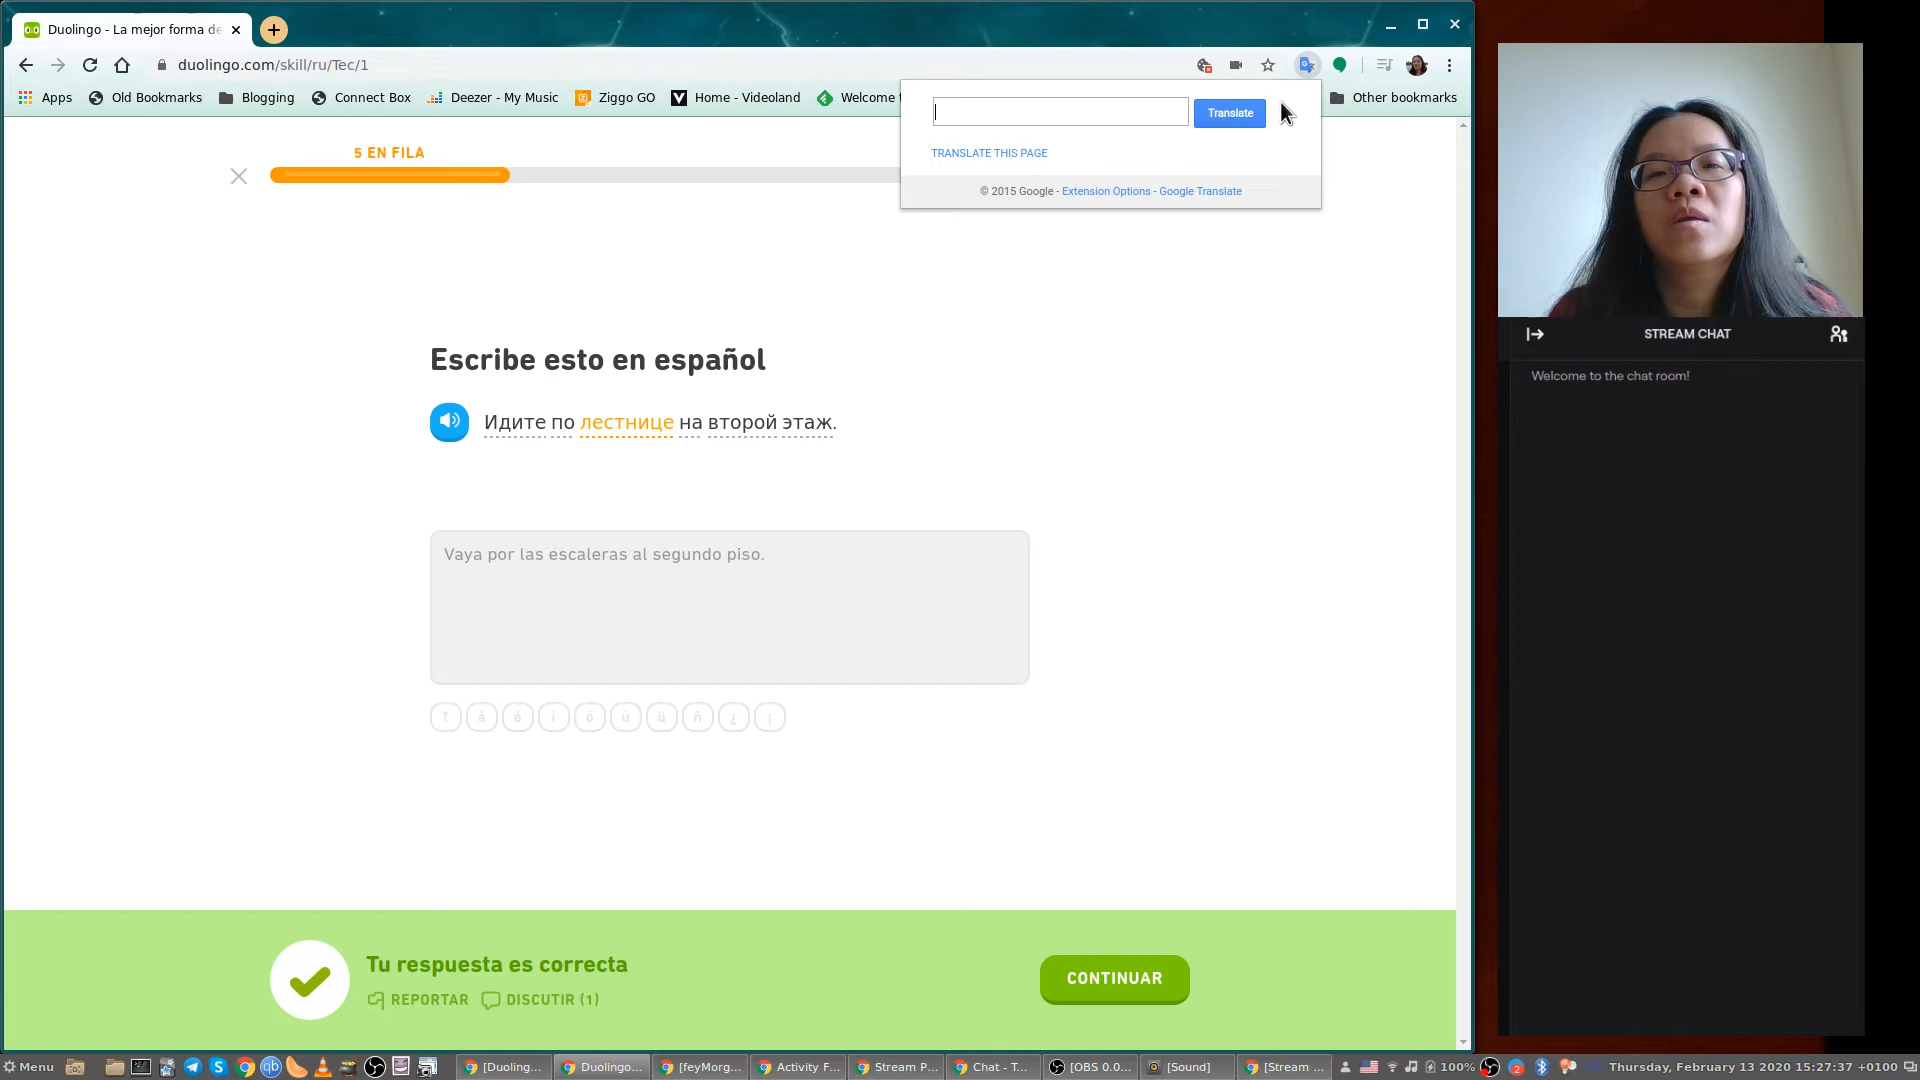 Duolingo - La mejor forma de
duolingo.com/skill/ru/Tec/1
Apps
Old Bookmarks
Blogging
Connect Box
Deezer - My Music
Ziggo GO
Home - Videoland
Welcome t
Other bookmarks
Translate
TRANSLATE THIS PAGE
© 2015 Google - Extension Options - Google Translate
5 EN FILA
Escribe esto en español
Идите по лестнице на второй этаж.
Vaya por las escaleras al segundo piso.
↑ á é í ó ú ü ñ ¿ ¡
Tu respuesta es correcta
REPORTAR
DISCUTIR (1)
CONTINUAR
STREAM CHAT
Welcome to the chat room!
Menu
[Duoling...
Duolingo...
[feyMorg...
Activity F...
Stream P...
Chat - T...
[OBS 0.0...
[Sound]
[Stream ...
100%
2
Thursday, February 13 2020 15:27:37 +0100